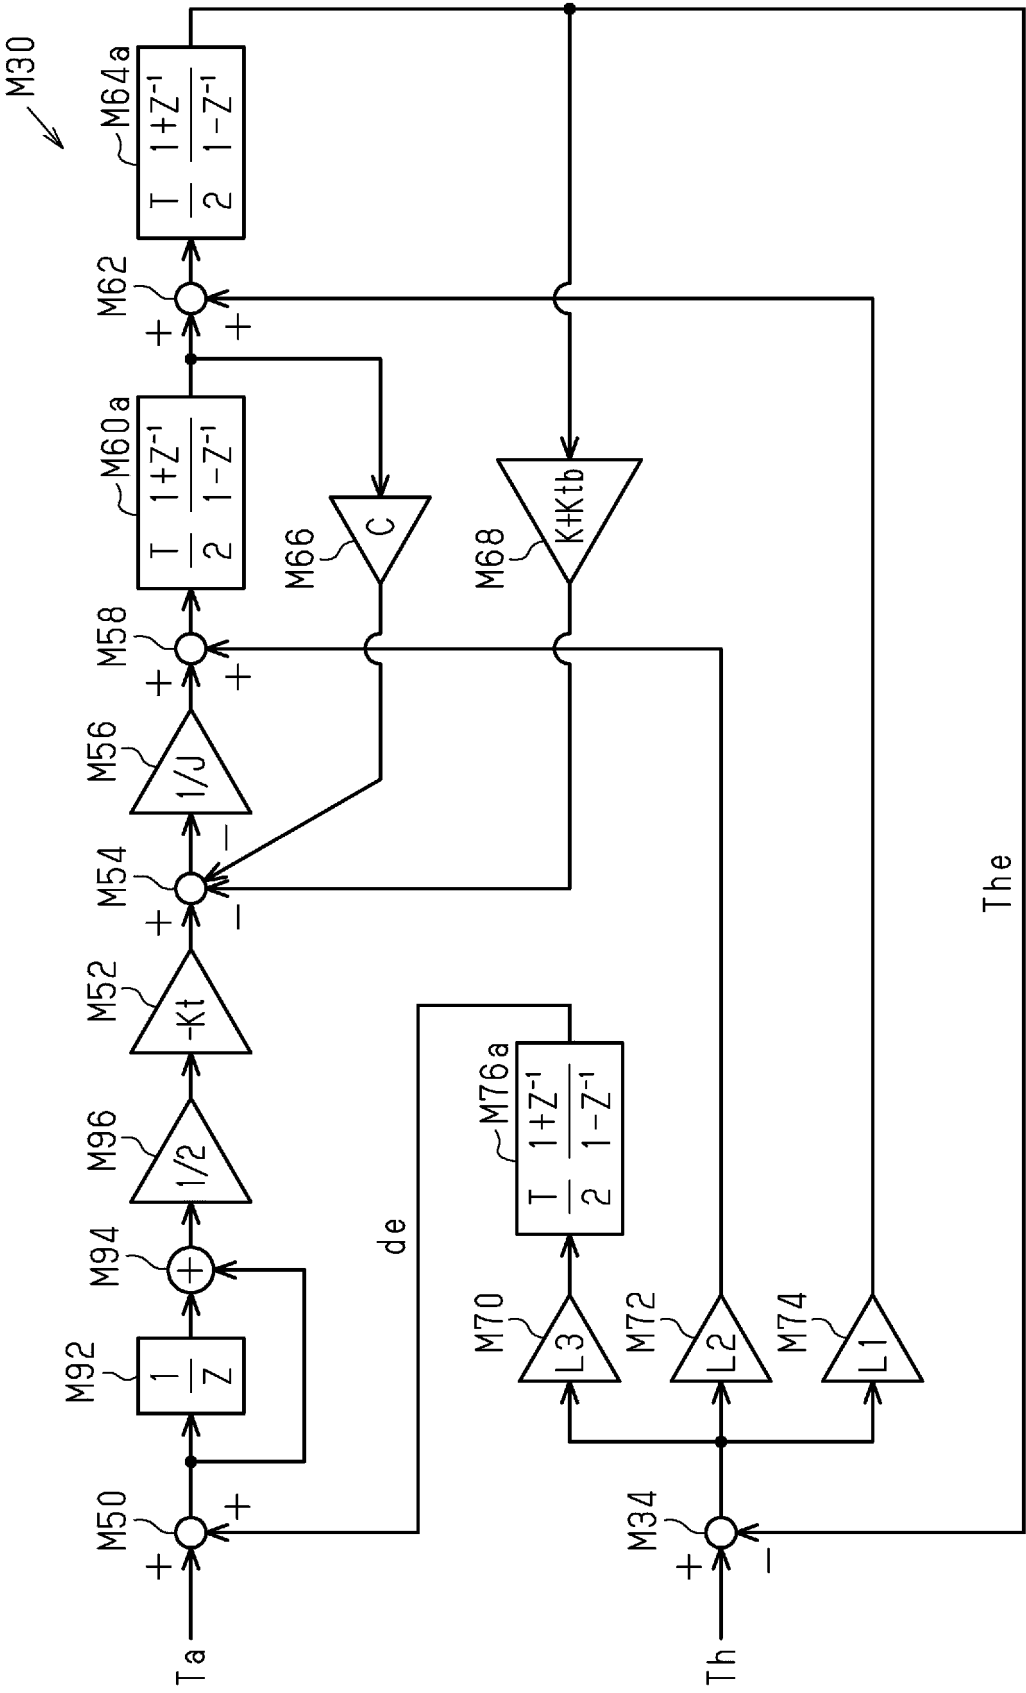 M30
M50
M92
M94
M96
M52
M54
M56
M58
M60a
M62
M64a
Ta
+
+
1
Z
+
1/2
-Kt
+
-
-
1/J
+
+
T
2
1+Z⁻¹
1-Z⁻¹
+
+
T
2
1+Z⁻¹
1-Z⁻¹
M66
C
M68
K+Ktb
de
M76a
T
2
1+Z⁻¹
1-Z⁻¹
M70
L3
M72
L2
M74
L1
M34
Th
+
-
The